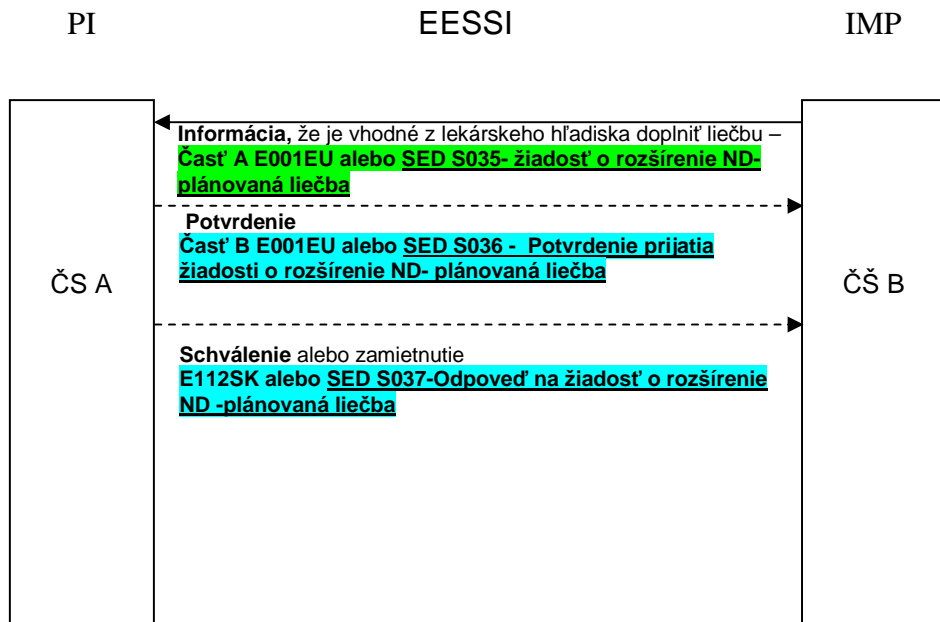 PI EESSI IMP
Informácia, že je vhodné z lekárskeho hľadiska doplniť liečbu –
Časť A E001EU alebo SED S035- žiadosť o rozšírenie ND-
plánovaná liečba
Potvrdenie
Časť B E001EU alebo SED S036 - Potvrdenie prijatia
žiadosti o rozšírenie ND- plánovaná liečba
ČS A ČŠ B
Schválenie alebo zamietnutie
E112SK alebo SED S037-Odpoveď na žiadosť o rozšírenie
ND -plánovaná liečba